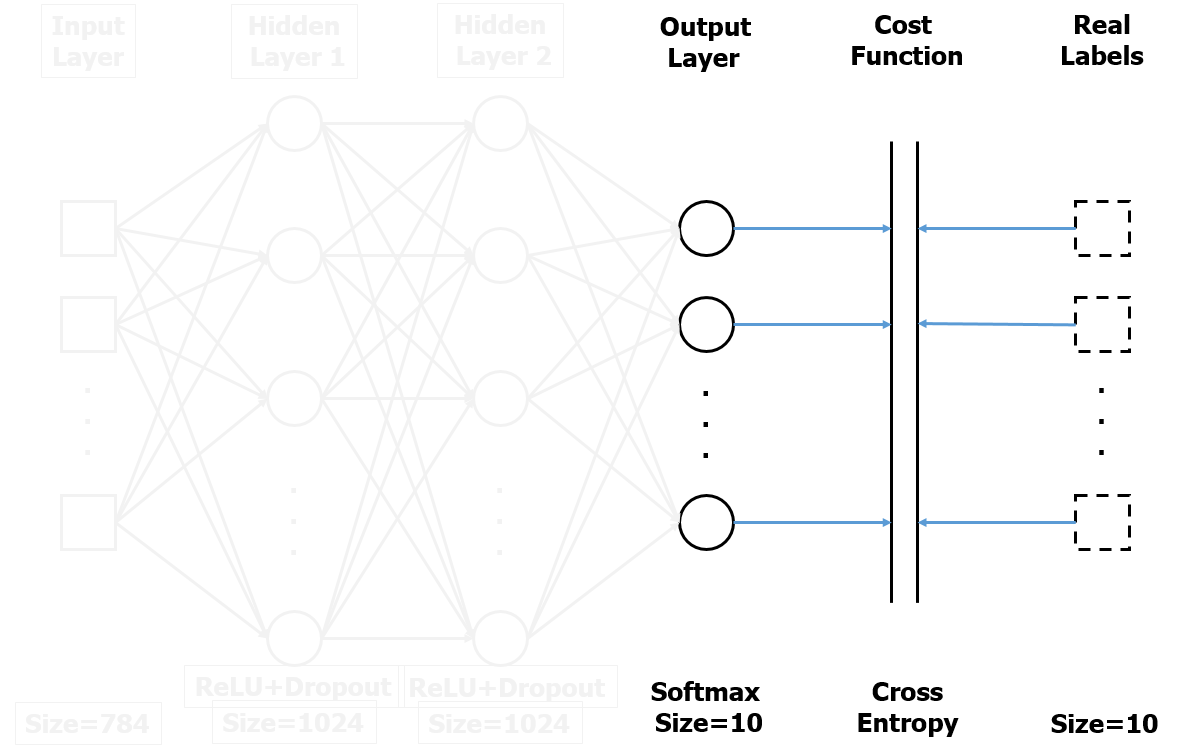 Input
Layer
Hidden
Layer 1
Hidden
Layer 2
Output
Layer
Cost
Function
Real
Labels
ReLU+Dropout
ReLU+Dropout
Softmax
Cross
Size=784
Size=1024
Size=1024
Size=10
Entropy
Size=10